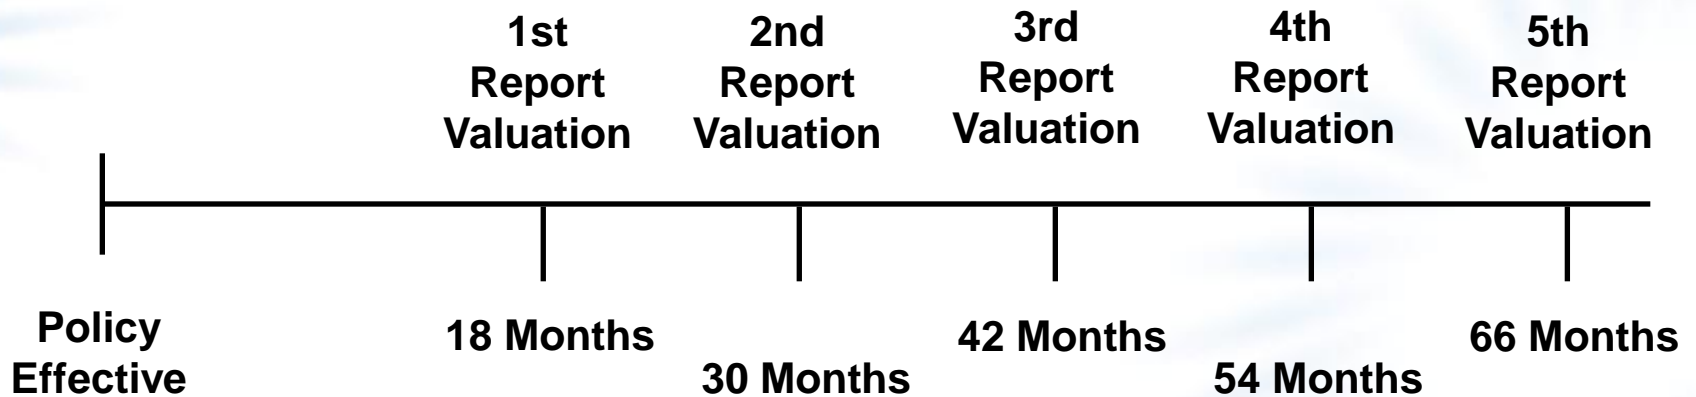 1st
Report
Valuation
2nd
Report
Valuation
3rd
Report
Valuation
4th
Report
Valuation
5th
Report
Valuation
Policy
Effective
18 Months
30 Months
42 Months
54 Months
66 Months